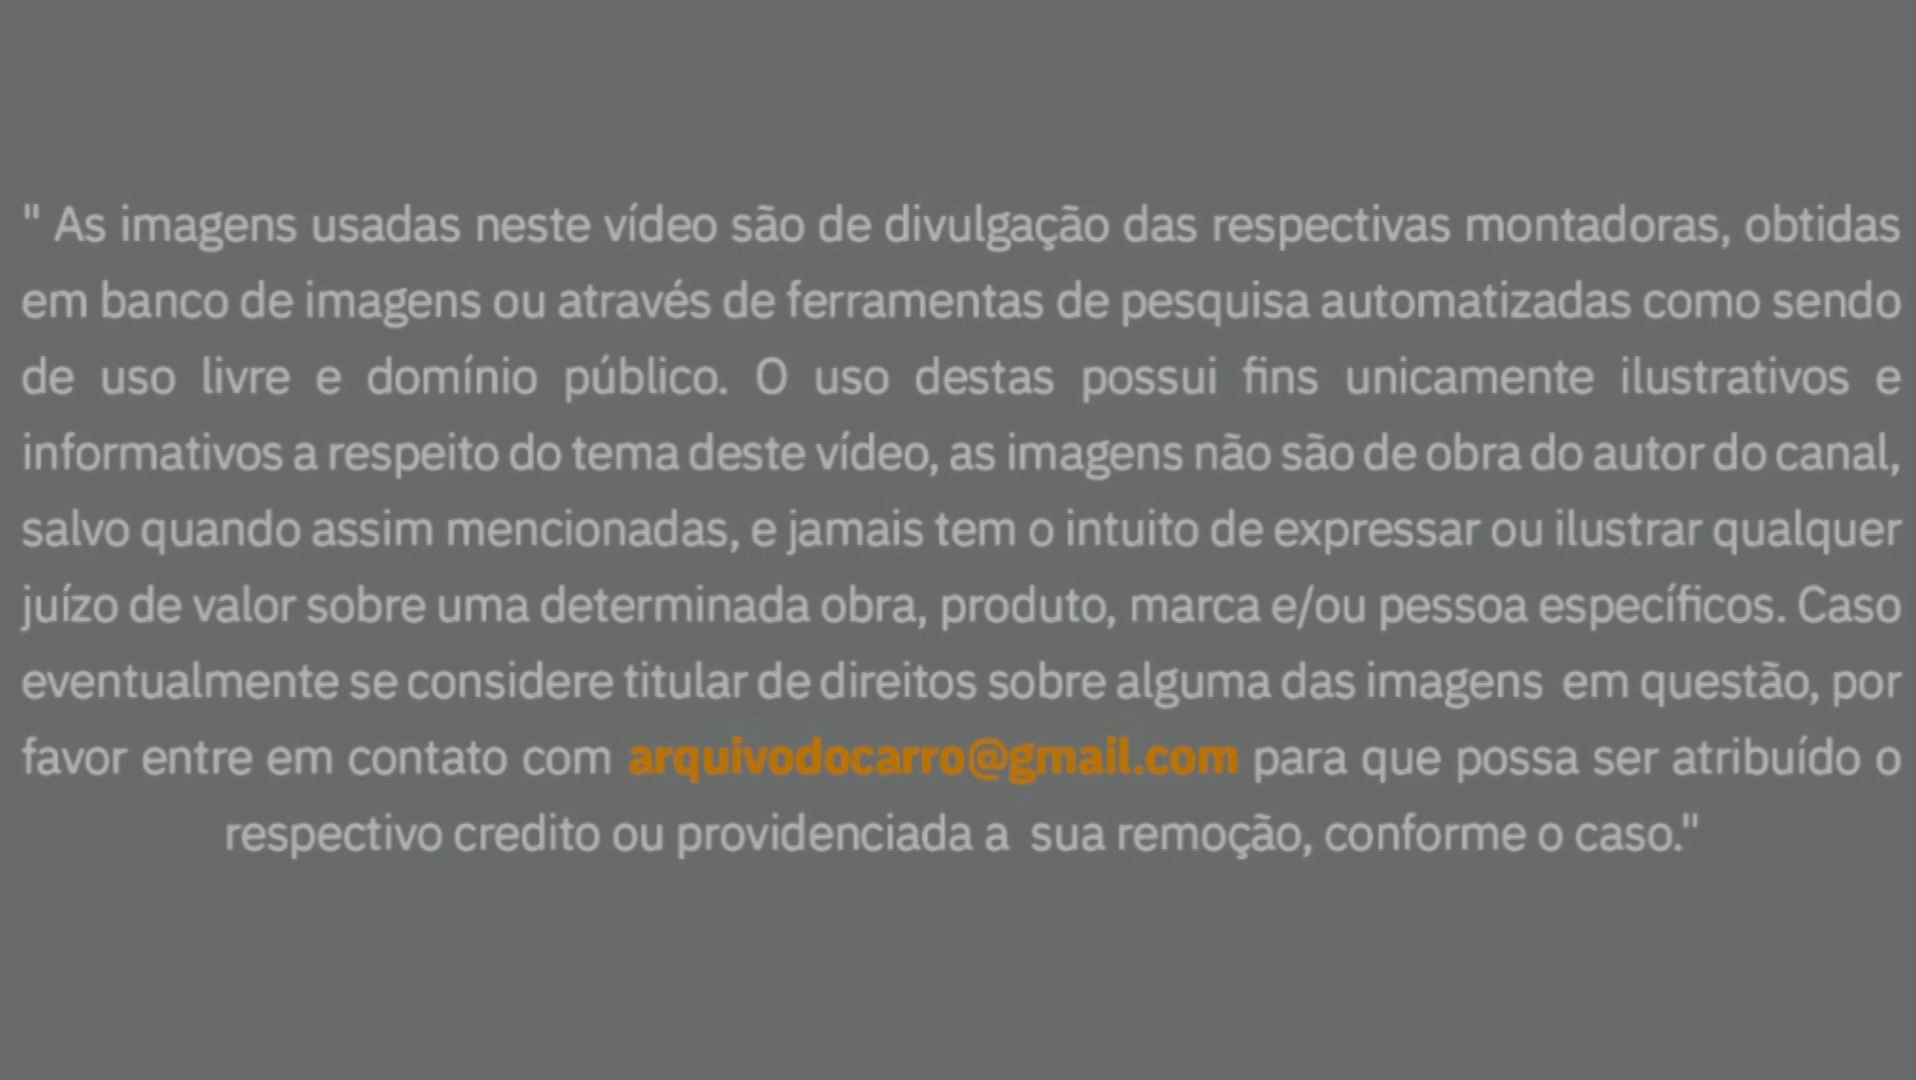 " As imagens usadas neste vídeo são de divulgação das respectivas montadoras, obtidas
em banco de imagens ou através de ferramentas de pesquisa automatizadas como sendo
de uso livre e domínio público. O uso destas possui fins unicamente ilustrativos e
informativos a respeito do tema deste vídeo, as imagens não são de obra do autor do canal,
salvo quando assim mencionadas, e jamais tem o intuito de expressar ou ilustrar qualquer
juízo de valor sobre uma determinada obra, produto, marca e/ou pessoa específicos. Caso
eventualmente se considere titular de direitos sobre alguma das imagens em questão, por
favor entre em contato com arquivodocarro@gmail.com para que possa ser atribuído o
respectivo credito ou providenciada a sua remoção, conforme o caso."